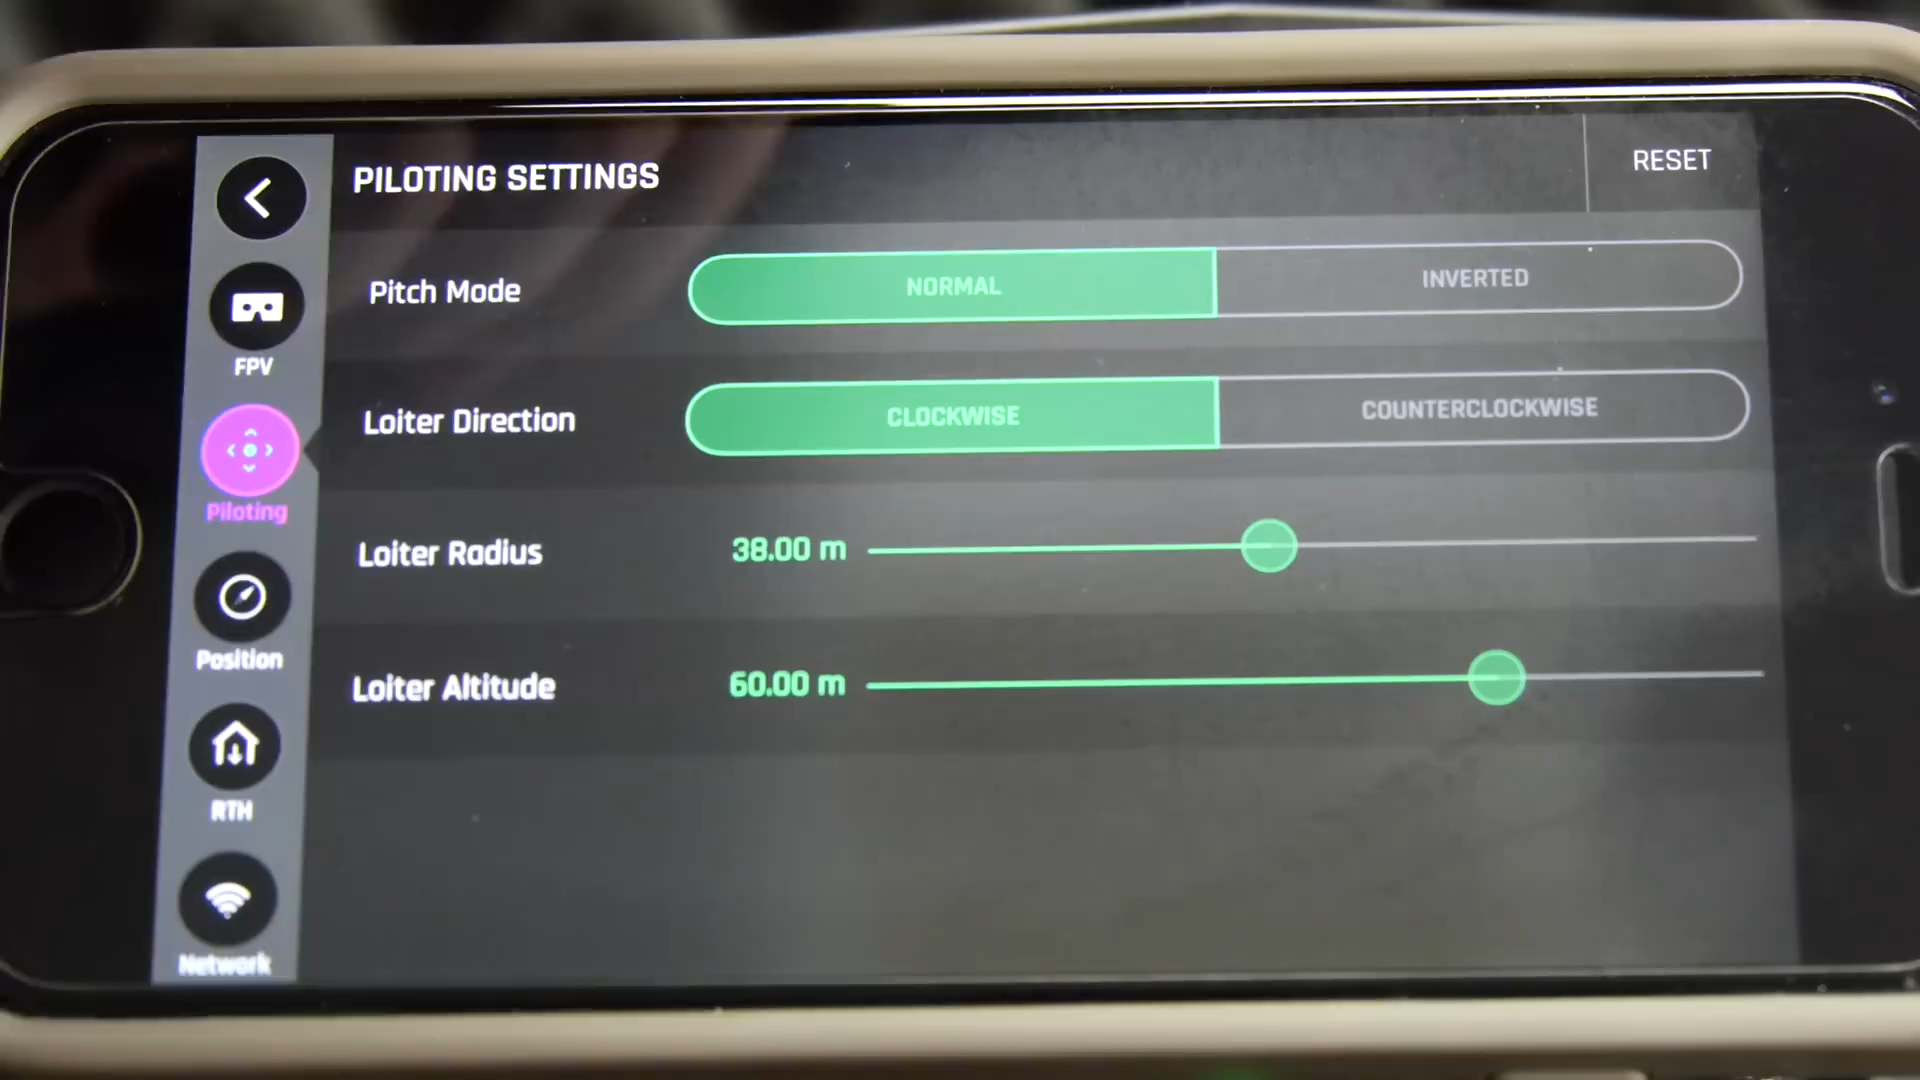 PILOTING SETTINGS
RESET
FPV
Piloting
Position
RTH
Network
Pitch Mode
NORMAL
INVERTED
Loiter Direction
CLOCKWISE
COUNTERCLOCKWISE
Loiter Radius
38.00 m
Loiter Altitude
60.00 m